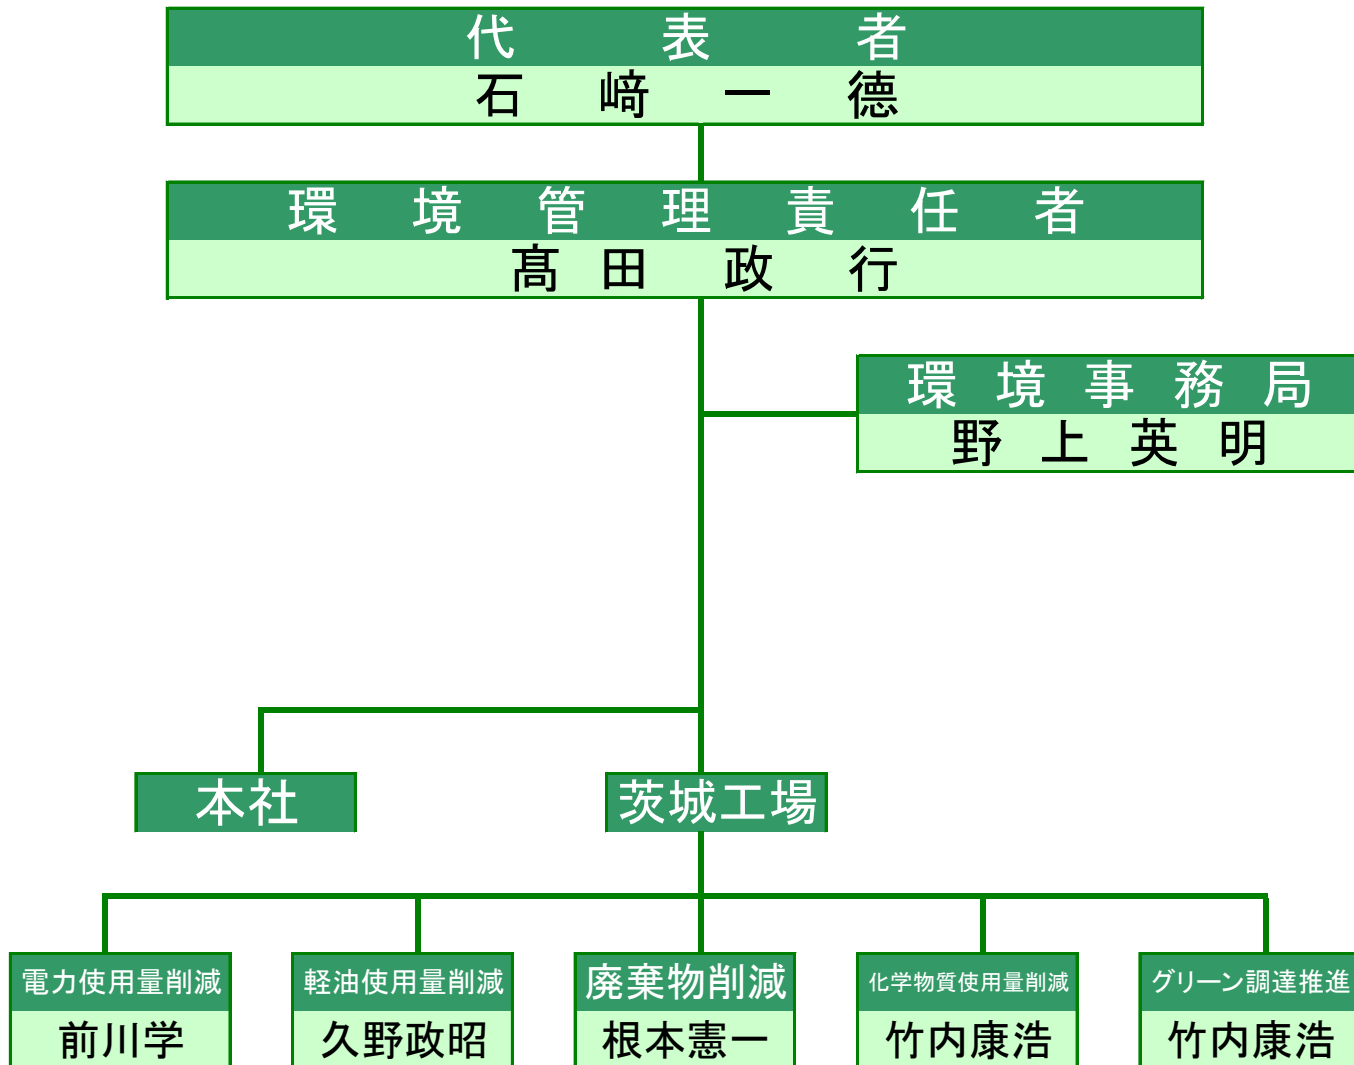 代表者
石﨑一徳
環境管理責任者
髙田政行
環境事務局
野上英明
本社
茨城工場
電力使用量削減
前川学
軽油使用量削減
久野政昭
廃棄物削減
根本憲一
化学物質使用量削減
竹内康浩
グリーン調達推進
竹内康浩